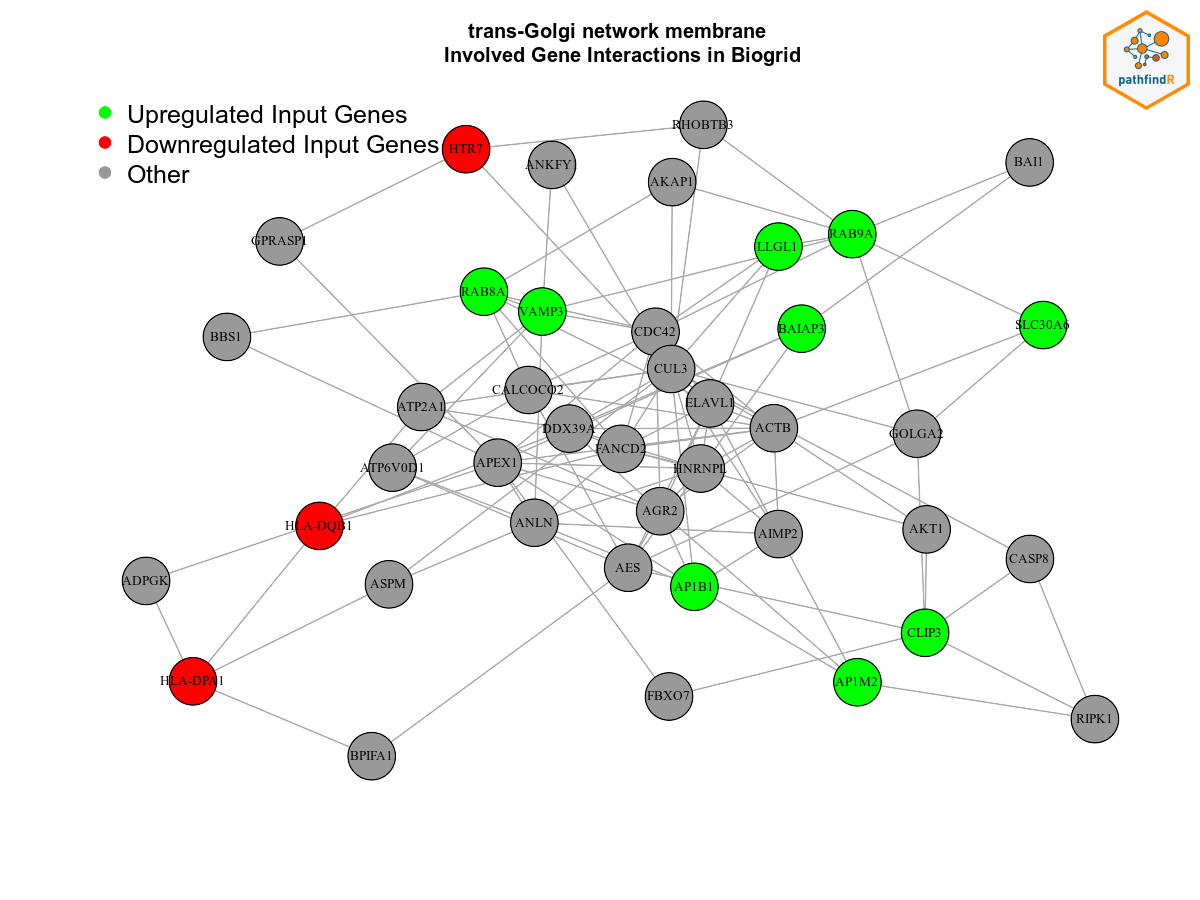 trans-Golgi network membrane
Involved Gene Interactions in Biogrid
pathfindR
Upregulated Input Genes
Downregulated Input Genes
Other
RHOBTB3
HTR7
ANKFY
BAI1
AKAP1
GPRASP1
RAB9A
LLGL1
RAB8A
VAMP3
SLC30A6
BAIAP3
CDC42
BBS1
CUL3
CALCOCO2
ELAVL1
ATP2A1
DDX39A
ACTB
GOLGA2
FANCD2
APEX1
ATP6V0D1
HNRNPL
AGR2
ANLN
HLA-DQB1
AKT1
AIMP2
CASP8
AES
ADPGK
ASPM
AP1B1
CLIP3
HLA-DPA1
AP1M2
FBXO7
RIPK1
BPIFA1